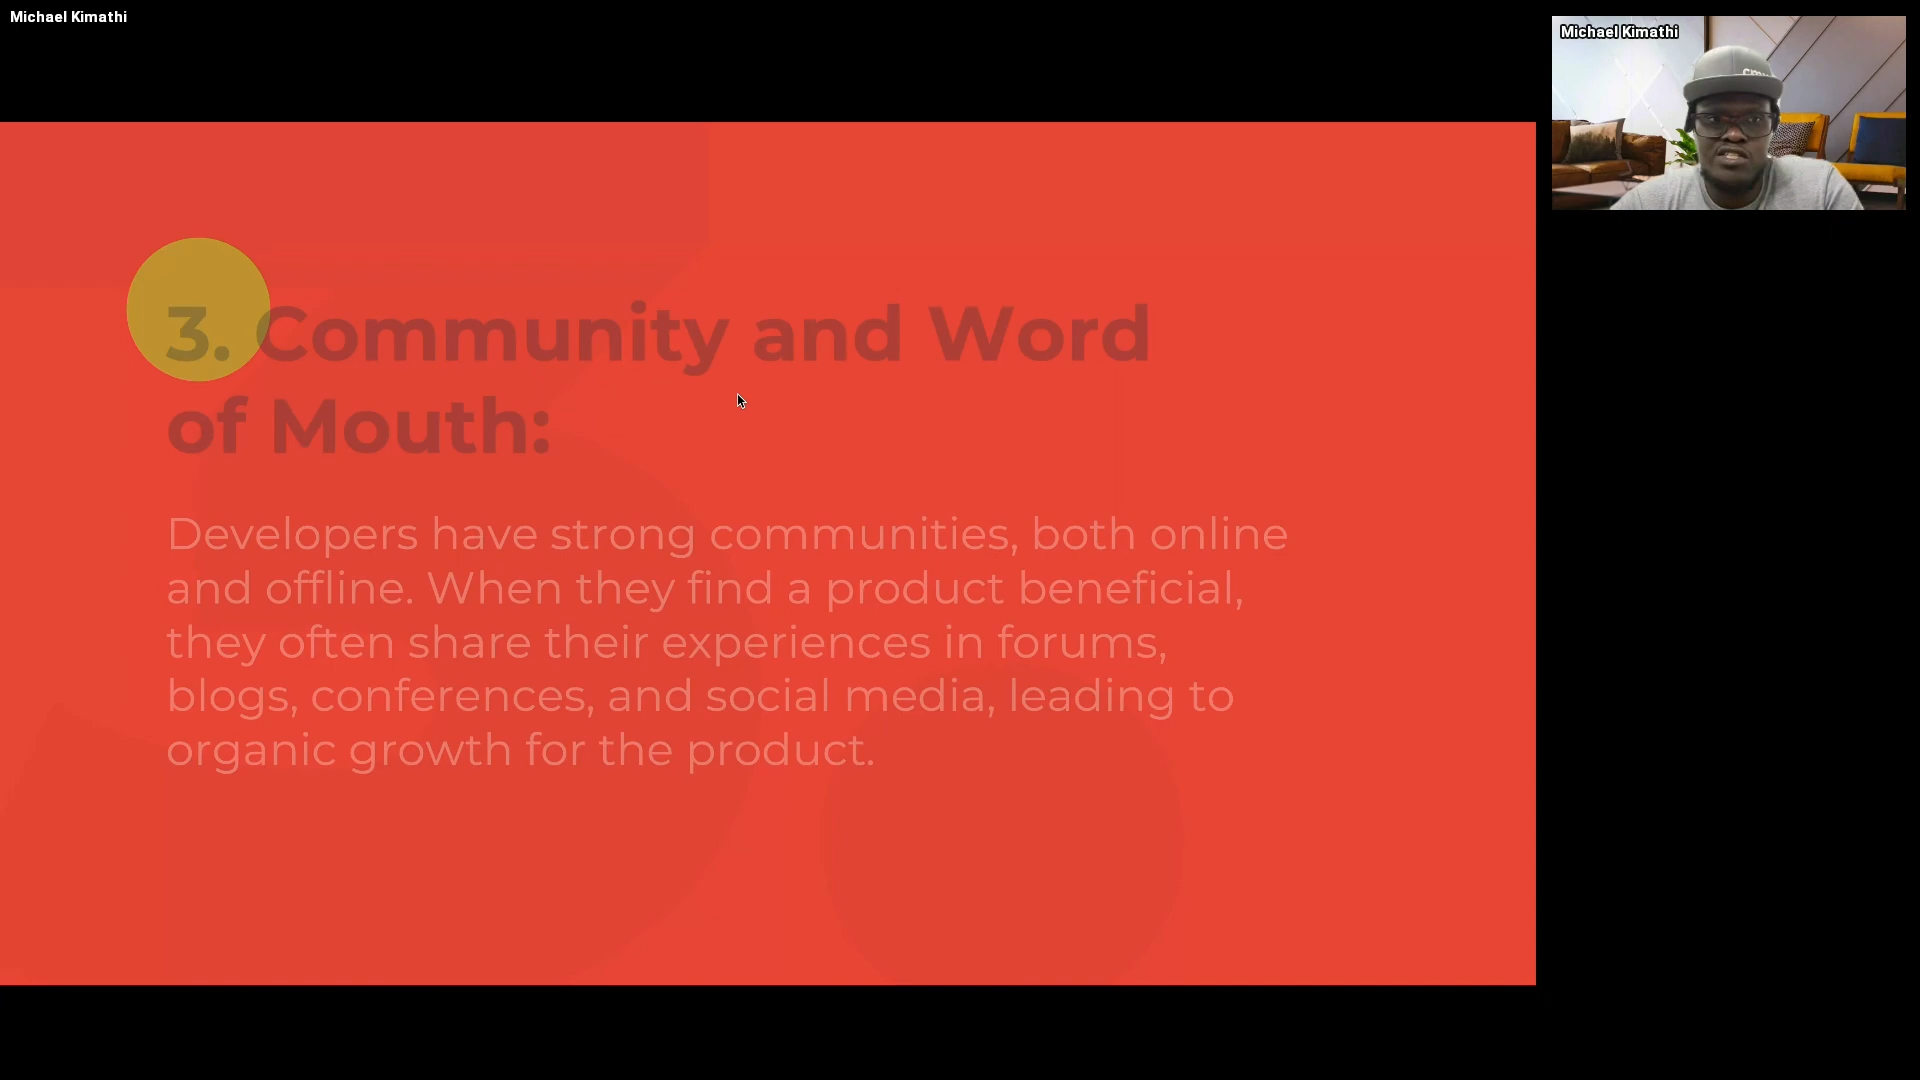 Michael Kimathi
Michael Kimathi
3. Community and Word
of Mouth:
Developers have strong communities, both online
and offline. When they find a product beneficial,
they often share their experiences in forums,
blogs, conferences, and social media, leading to
organic growth for the product.